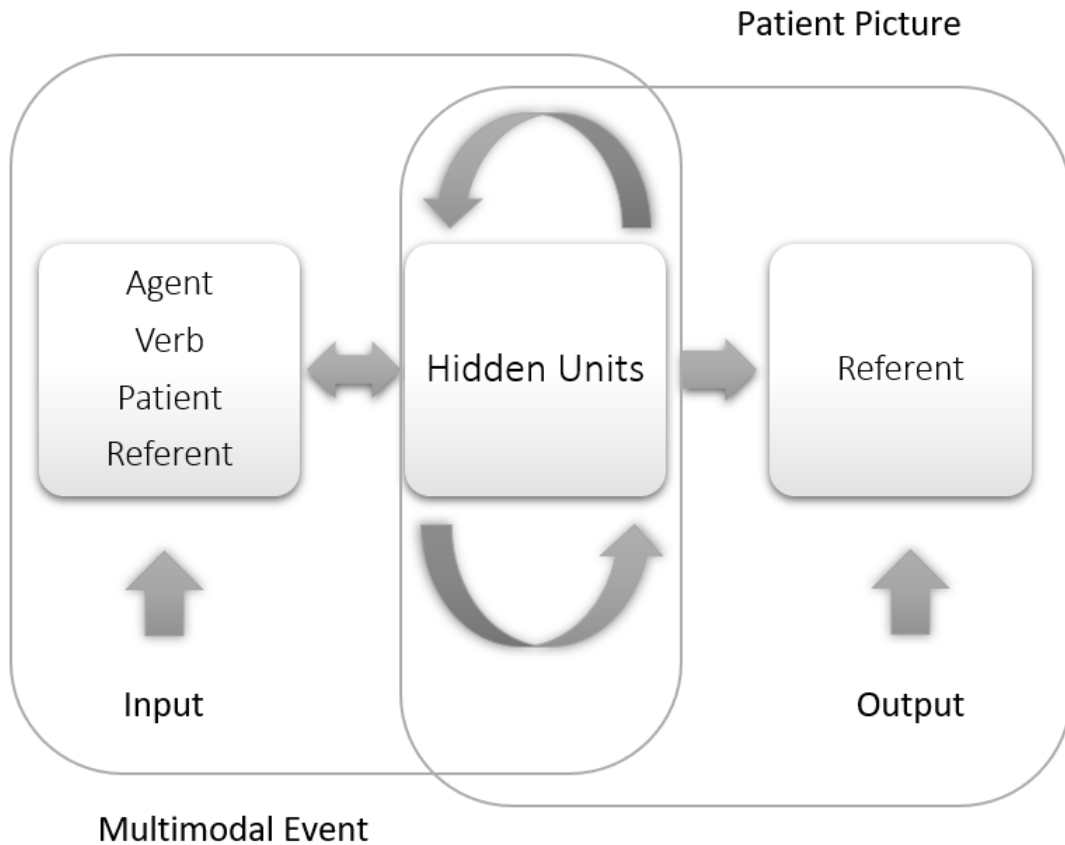 Patient Picture
Agent
Verb
Patient
Referent
Hidden Units
Referent
Input
Output
Multimodal Event